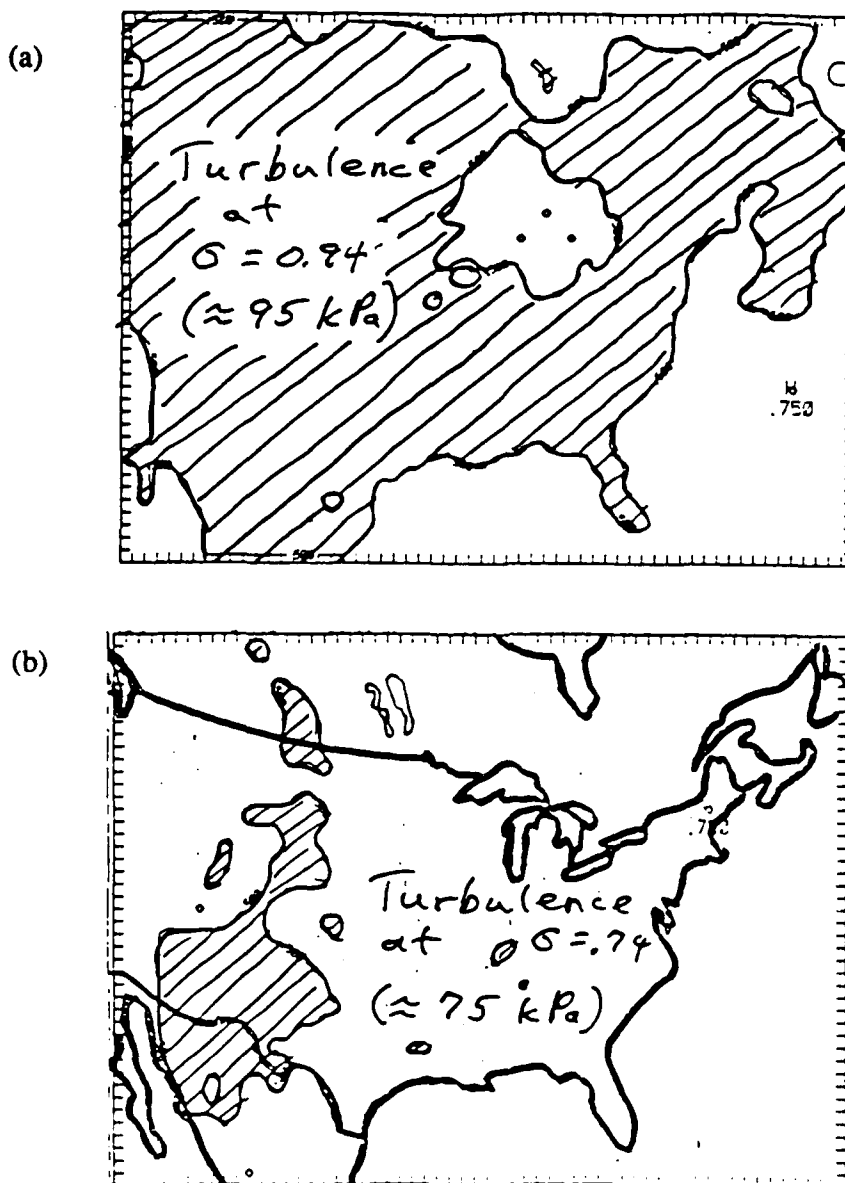 (a)
Turbulence
at
σ = 0.94
(≈ 95 kPa)
.750
(b)
Turbulence
at σ = .74
(≈ 75 kPa)